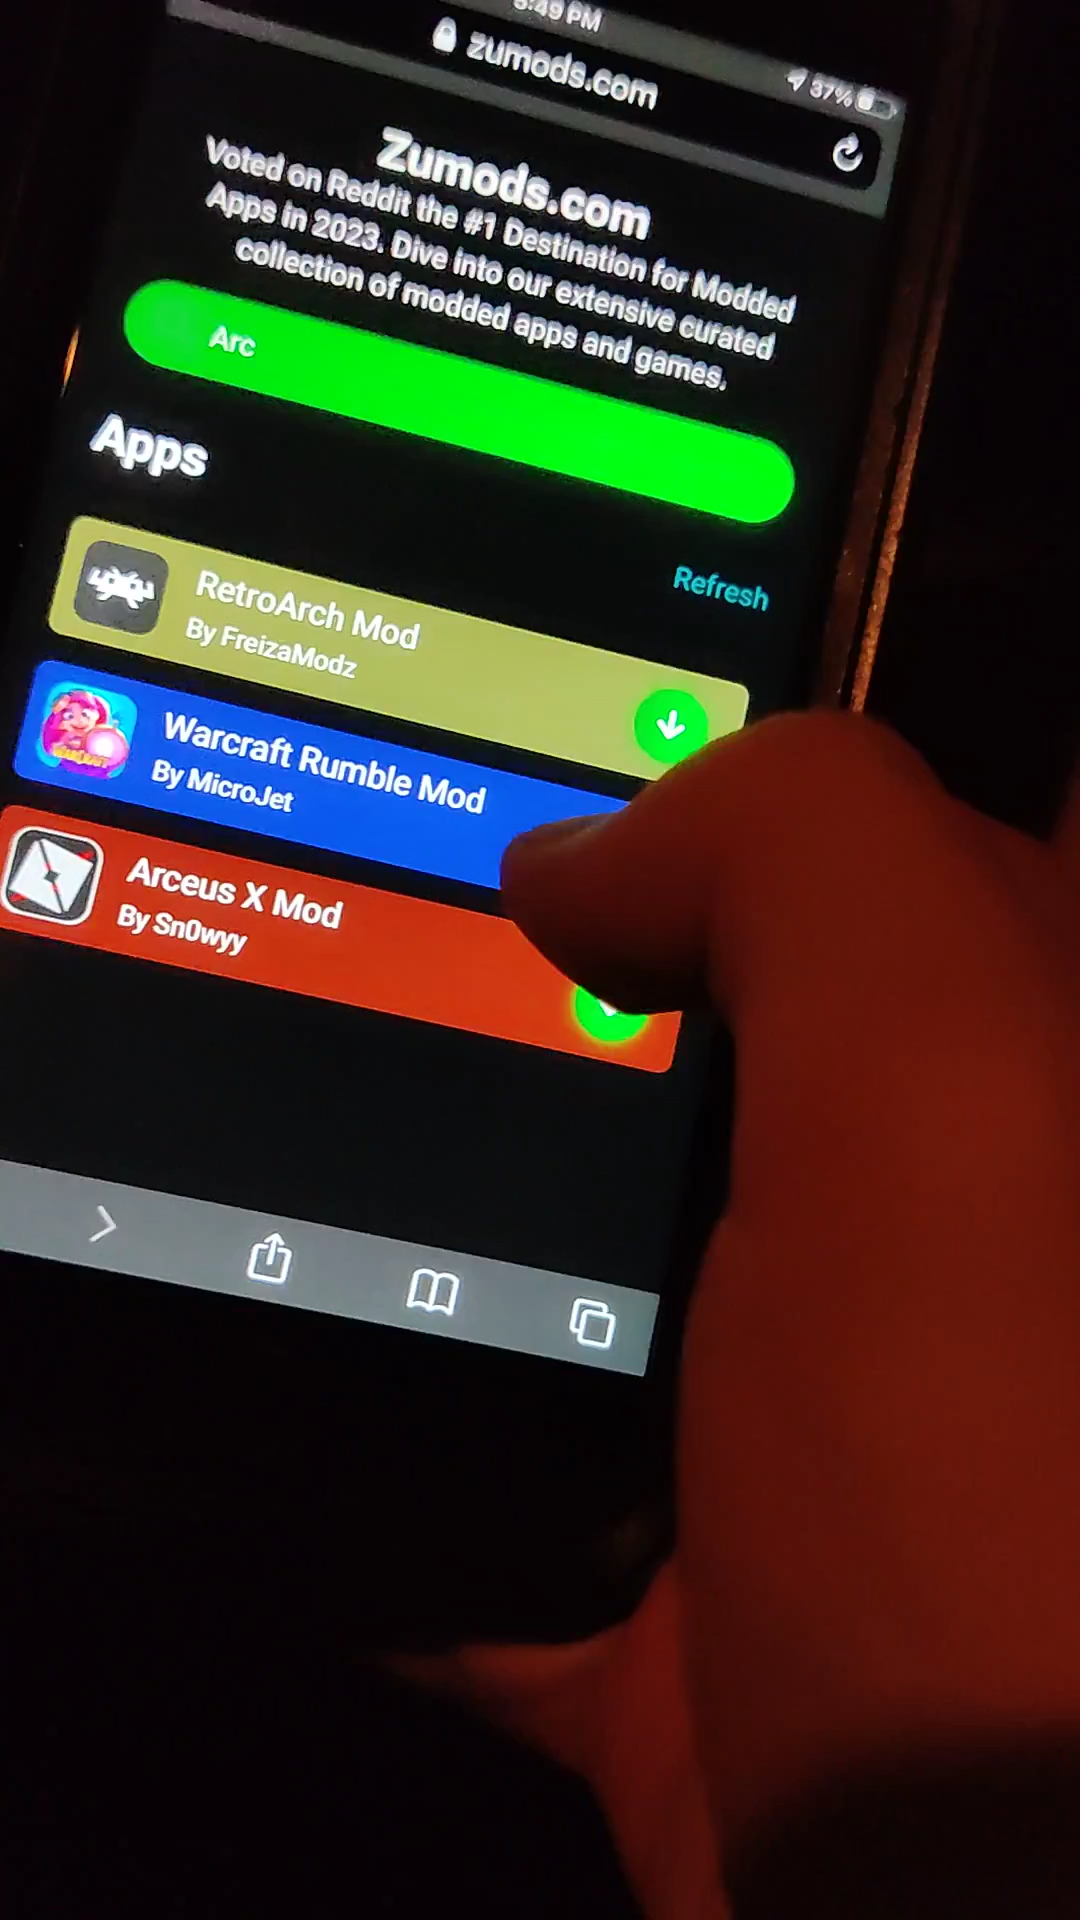 5:49 PM
37%
zumods.com
Zumods.com
Voted on Reddit the #1 Destination for Modded
Apps in 2023. Dive into our extensive curated
collection of modded apps and games.
Arc
Apps
Refresh
RetroArch Mod
By FreizaModz
Warcraft Rumble Mod
By MicroJet
Arceus X Mod
By Sn0wyy